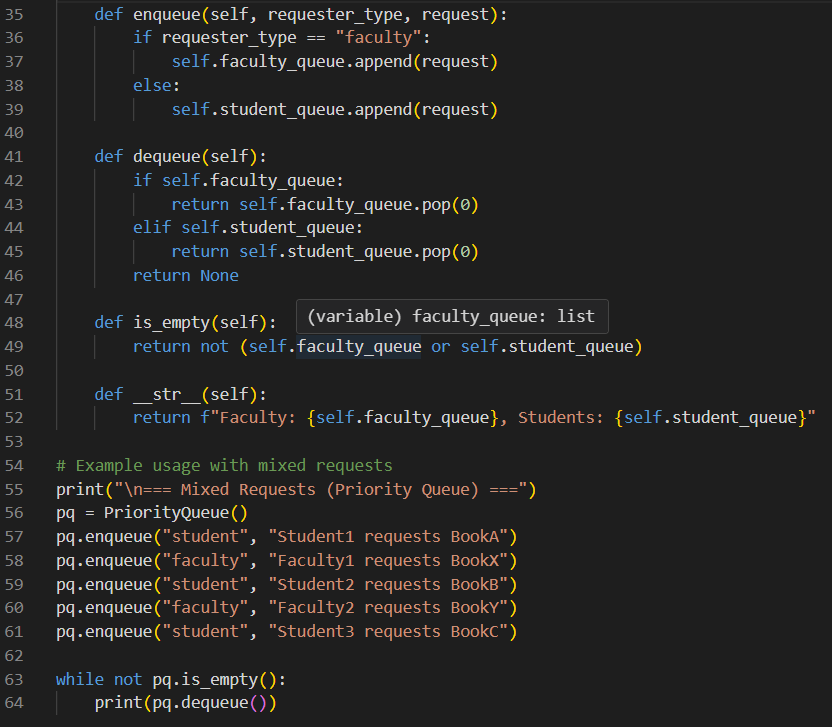 35 def enqueue(self, requester_type, request):
36 if requester_type == "faculty":
37 self.faculty_queue.append(request)
38 else:
39 self.student_queue.append(request)
40
41 def dequeue(self):
42 if self.faculty_queue:
43 return self.faculty_queue.pop(0)
44 elif self.student_queue:
45 return self.student_queue.pop(0)
46 return None
47
(variable) faculty_queue: list
48 def is_empty(self):
49 return not (self.faculty_queue or self.student_queue)
50
51 def __str__(self):
52 return f"Faculty: {self.faculty_queue}, Students: {self.student_queue}"
53
54 # Example usage with mixed requests
55 print("\n=== Mixed Requests (Priority Queue) ===")
56 pq = PriorityQueue()
57 pq.enqueue("student", "Student1 requests BookA")
58 pq.enqueue("faculty", "Faculty1 requests BookX")
59 pq.enqueue("student", "Student2 requests BookB")
60 pq.enqueue("faculty", "Faculty2 requests BookY")
61 pq.enqueue("student", "Student3 requests BookC")
62
63 while not pq.is_empty():
64 print(pq.dequeue())